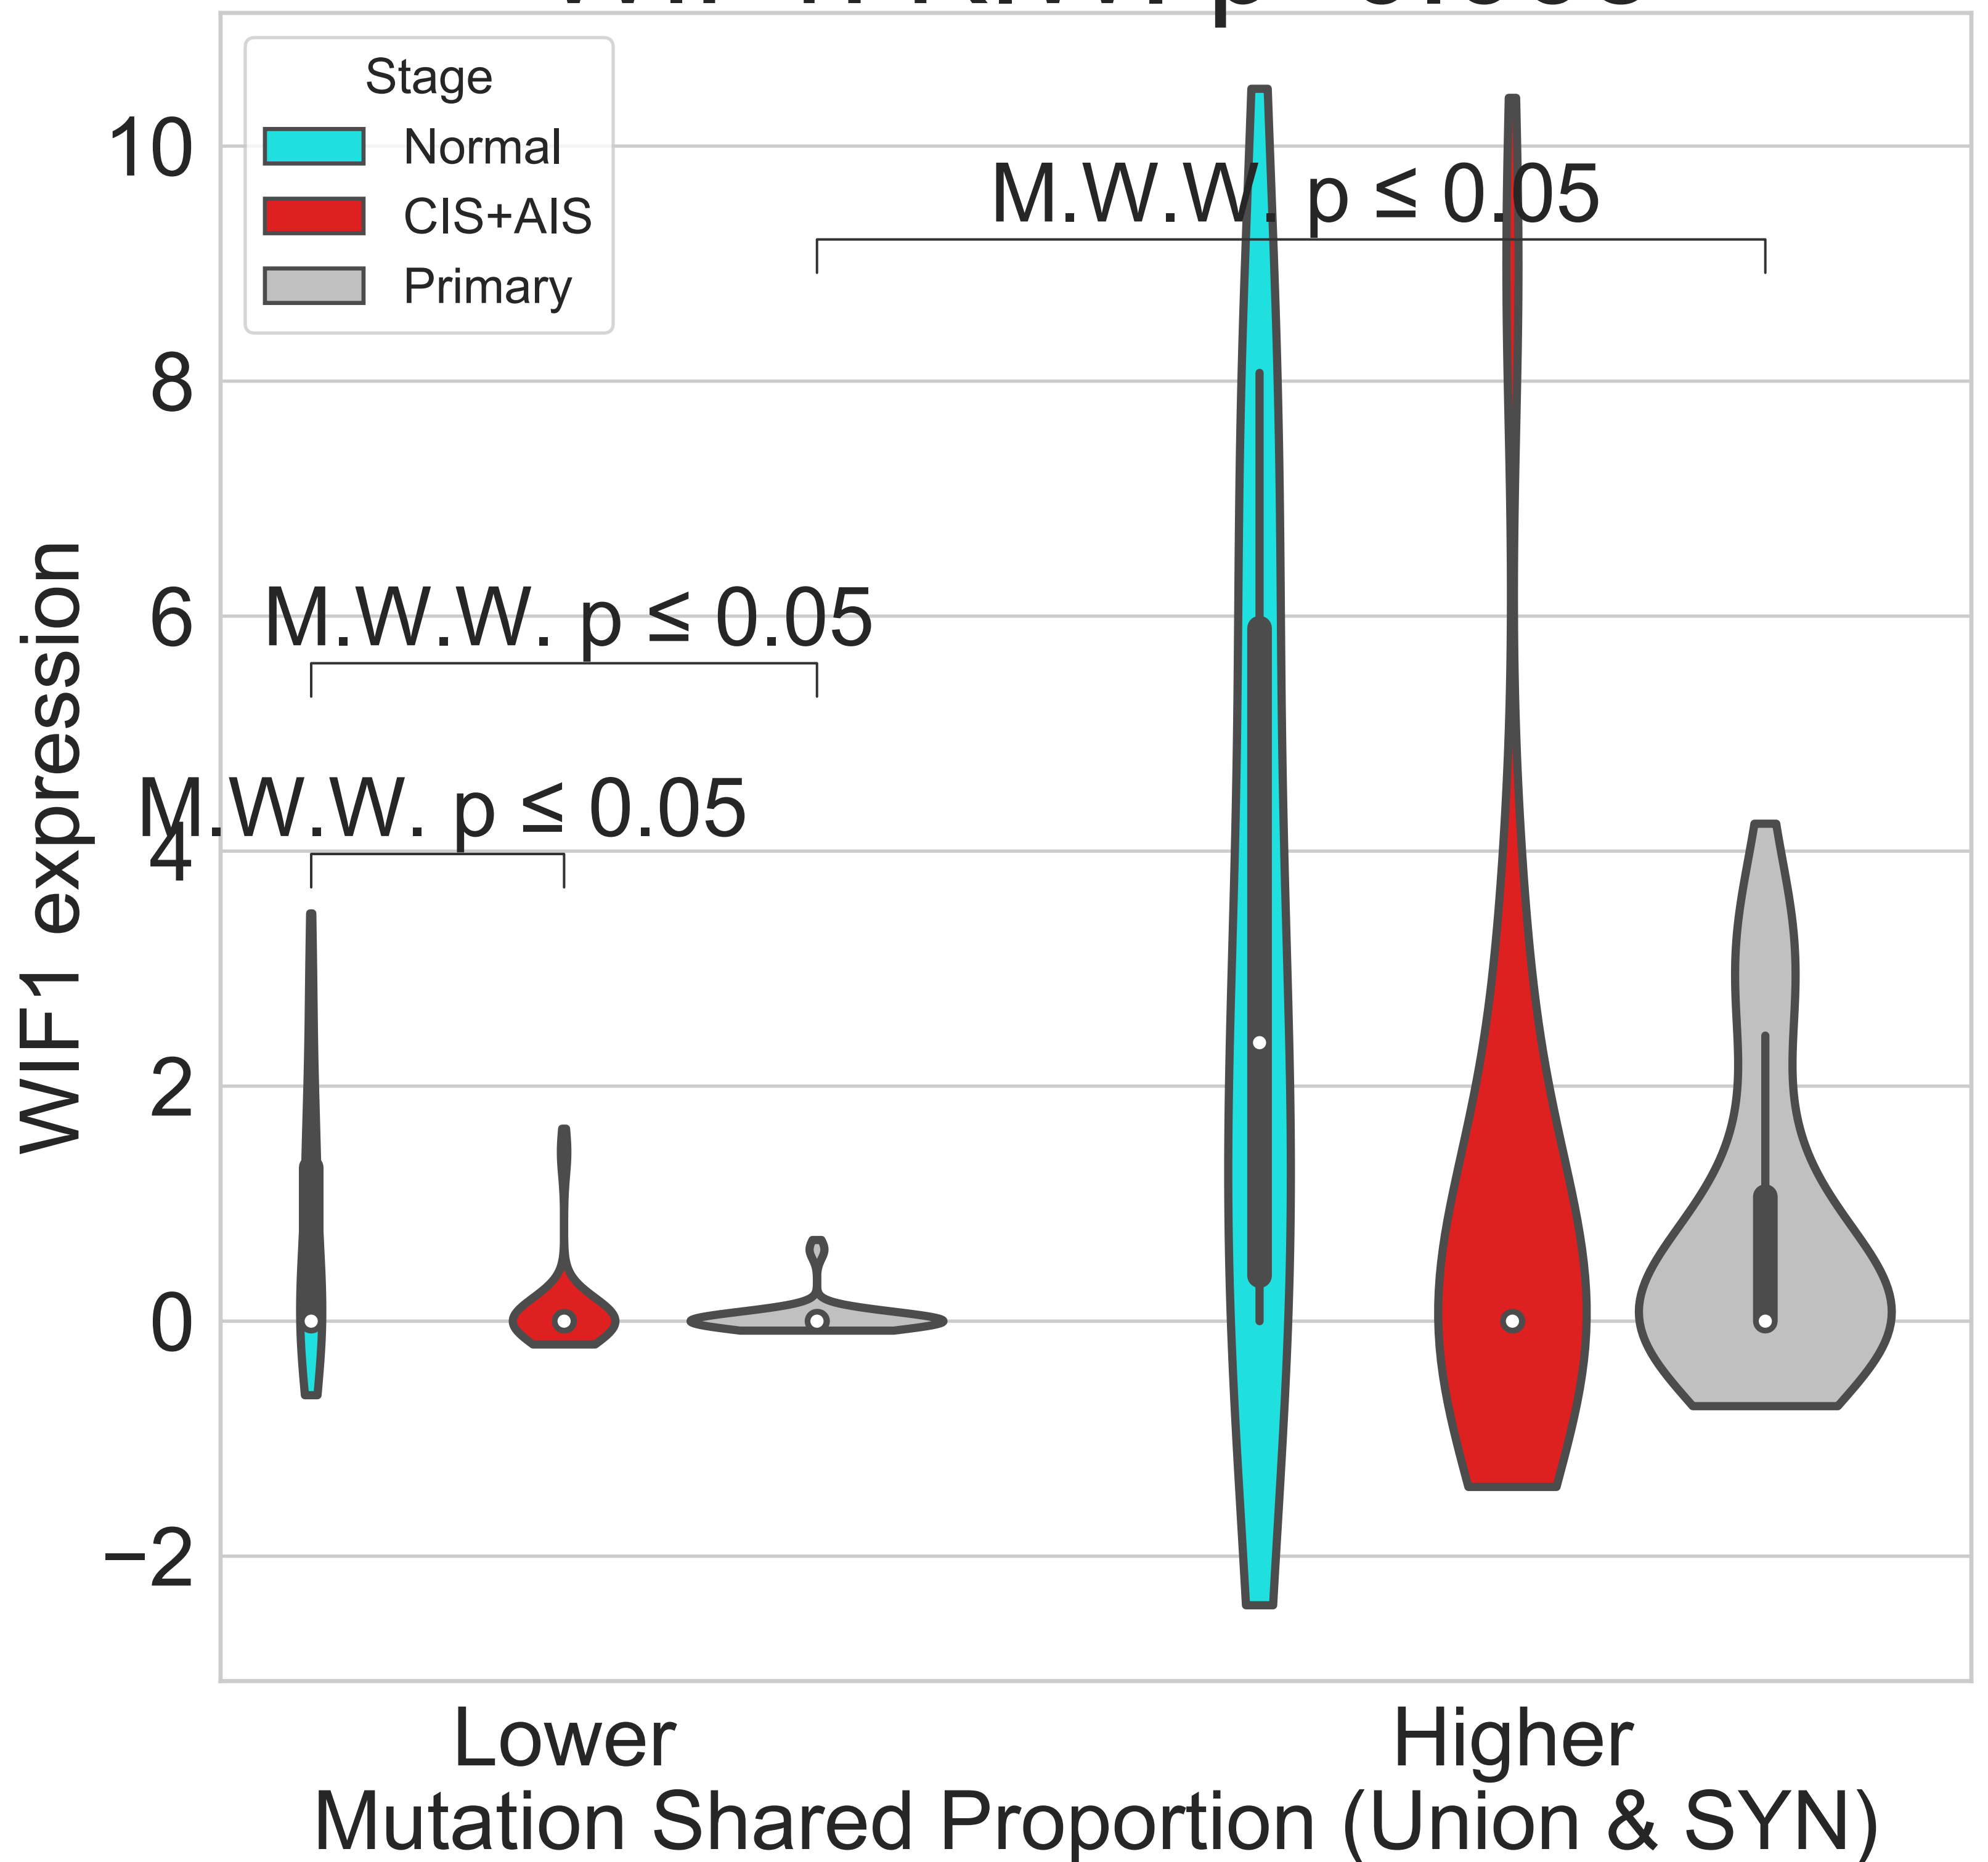 Stage
Normal
CIS+AIS
Primary
10
8
6
4
2
0
−2
WIF1 expression
M.W.W. p ≤ 0.05
M.W.W. p ≤ 0.05
M.W.W. p ≤ 0.05
Lower
Higher
Mutation Shared Proportion (Union & SYN)